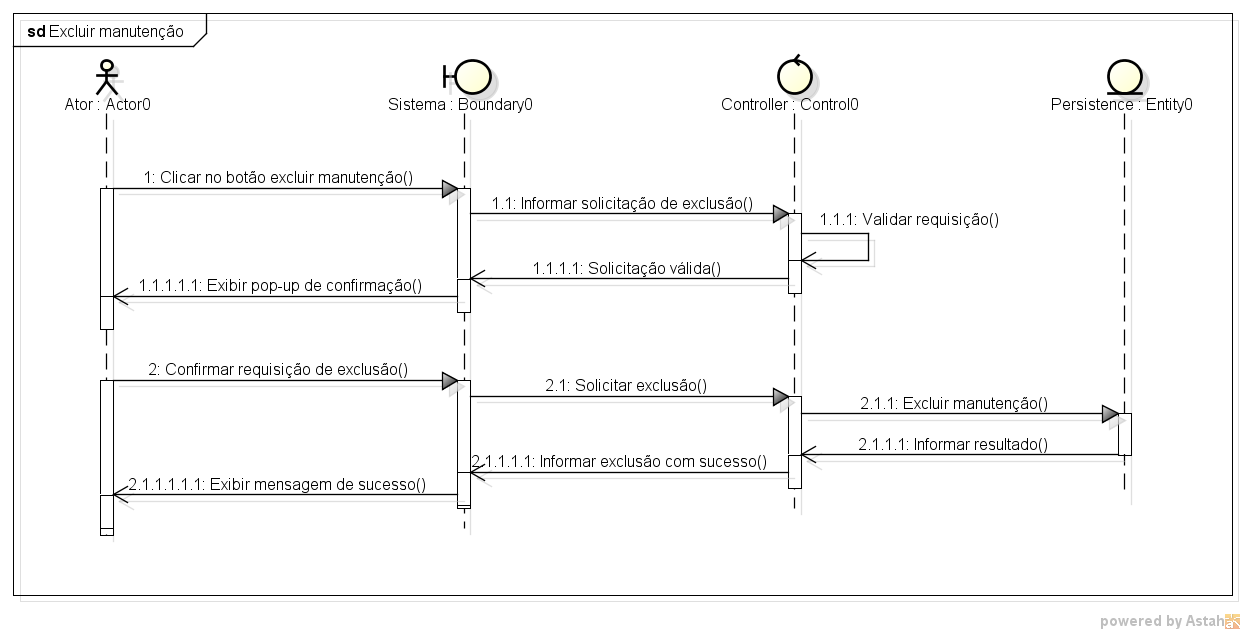 sd Excluir manutenção
Ator : Actor0
Sistema : Boundary0
Controller : Control0
Persistence : Entity0
1: Clicar no botão excluir manutenção()
1.1: Informar solicitação de exclusão()
1.1.1: Validar requisição()
1.1.1.1: Solicitação válida()
1.1.1.1.1: Exibir pop-up de confirmação()
2: Confirmar requisição de exclusão()
2.1: Solicitar exclusão()
2.1.1: Excluir manutenção()
2.1.1.1: Informar resultado()
2.1.1.1.1: Informar exclusão com sucesso()
2.1.1.1.1.1: Exibir mensagem de sucesso()
powered by Astah